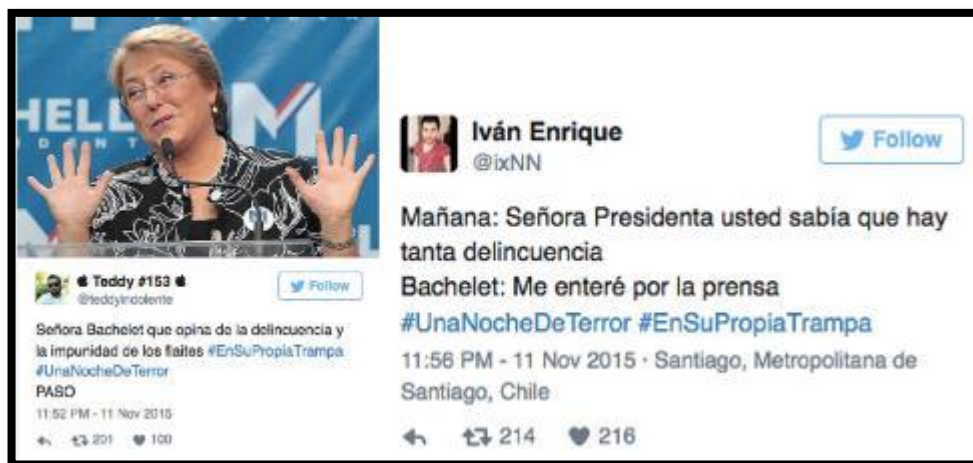 HELL
DENT
M
Teddy #153
@teddyindolente
Follow
Señora Bachelet que opina de la delincuencia y
la impunidad de los flaites #EnSuPropiaTrampa
#UnaNocheDeTerror
PASO
11:52 PM - 11 Nov 2015
201 100
Iván Enrique
@ixNN
Follow
Mañana: Señora Presidenta usted sabía que hay
tanta delincuencia
Bachelet: Me enteré por la prensa
#UnaNocheDeTerror #EnSuPropiaTrampa
11:56 PM - 11 Nov 2015 · Santiago, Metropolitana de
Santiago, Chile
214 216